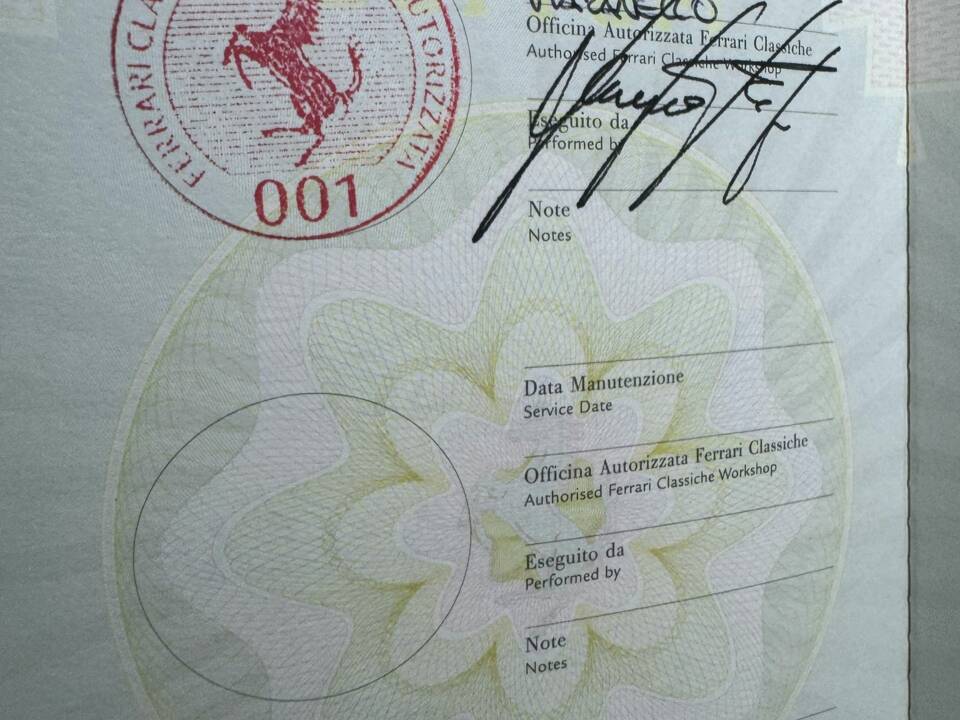 FERRARI CLA
AUTORIZZATA
001
MARANELLO
Officina Autorizzata Ferrari Classiche
Authorised Ferrari Classiche Workshop
Eseguito da
Performed by
Note
Notes
Data Manutenzione
Service Date
Officina Autorizzata Ferrari Classiche
Authorised Ferrari Classiche Workshop
Eseguito da
Performed by
Note
Notes